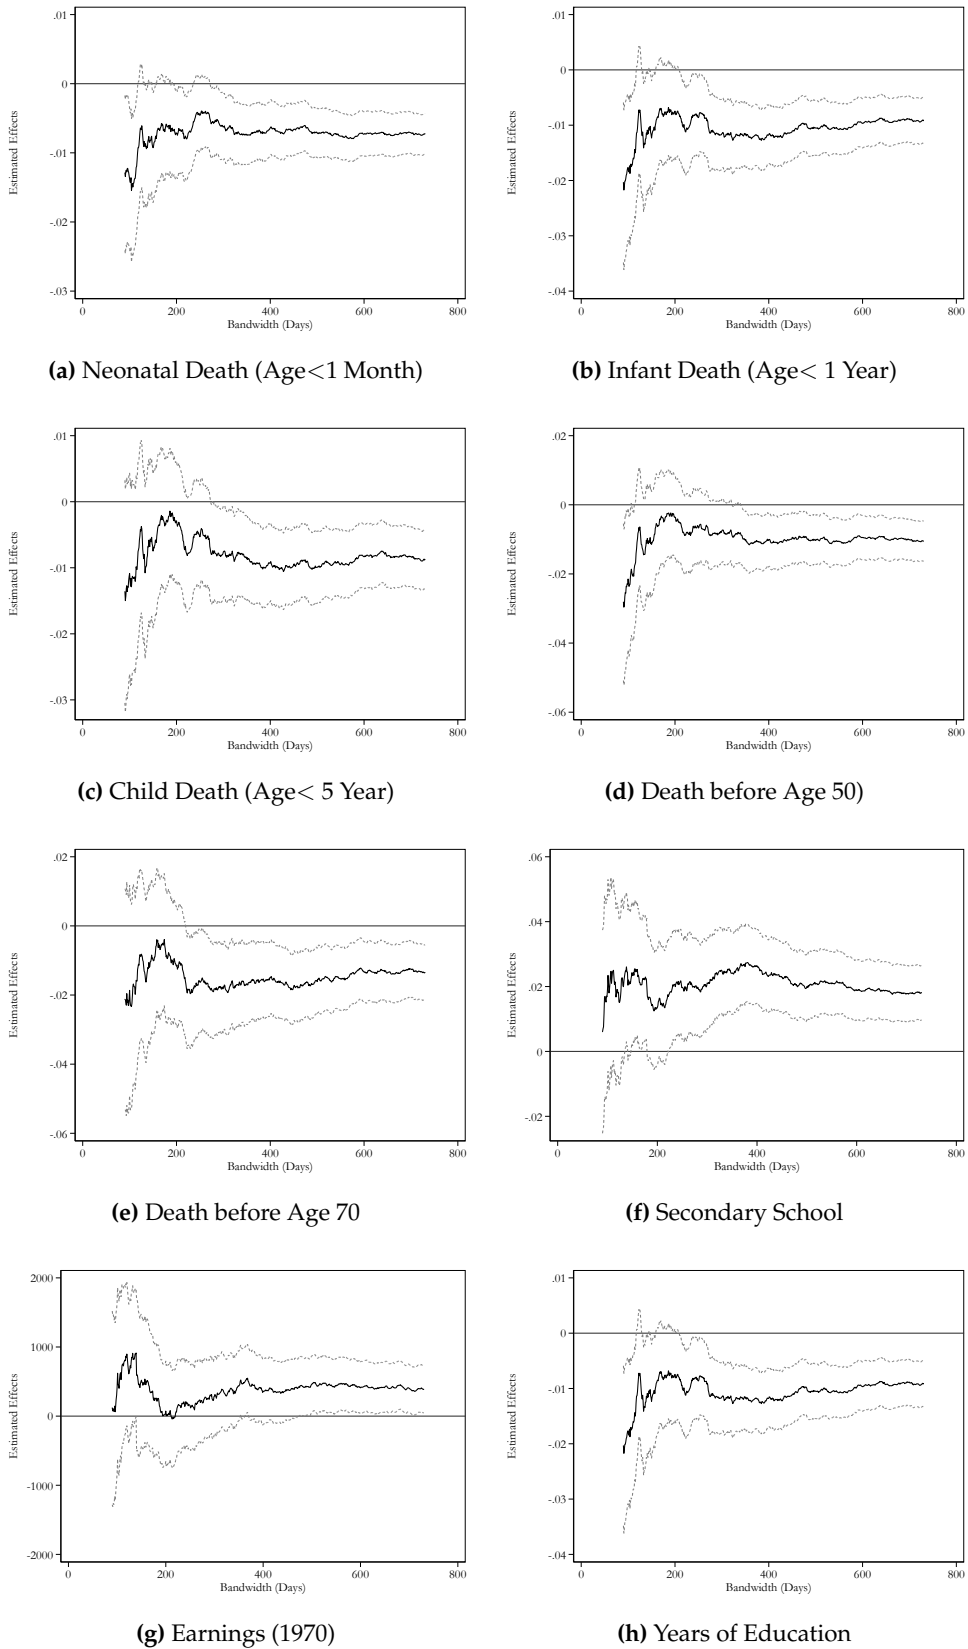 .01
0
-.01
-.02
-.03
Estimated Effects
0 200 400 600 800
Bandwidth (Days)
(a) Neonatal Death (Age<1 Month)
.01
0
-.01
-.02
-.03
-.04
Estimated Effects
0 200 400 600 800
Bandwidth (Days)
(b) Infant Death (Age< 1 Year)
.01
0
-.01
-.02
-.03
Estimated Effects
0 200 400 600 800
Bandwidth (Days)
(c) Child Death (Age< 5 Year)
.02
0
-.02
-.04
-.06
Estimated Effects
0 200 400 600 800
Bandwidth (Days)
(d) Death before Age 50)
.02
0
-.02
-.04
-.06
Estimated Effects
0 200 400 600 800
Bandwidth (Days)
(e) Death before Age 70
.06
.04
.02
0
-.02
Estimated Effects
0 200 400 600 800
Bandwidth (Days)
(f) Secondary School
2000
1000
0
-1000
-2000
Estimated Effects
0 200 400 600 800
Bandwidth (Days)
(g) Earnings (1970)
.01
0
-.01
-.02
-.03
-.04
Estimated Effects
0 200 400 600 800
Bandwidth (Days)
(h) Years of Education